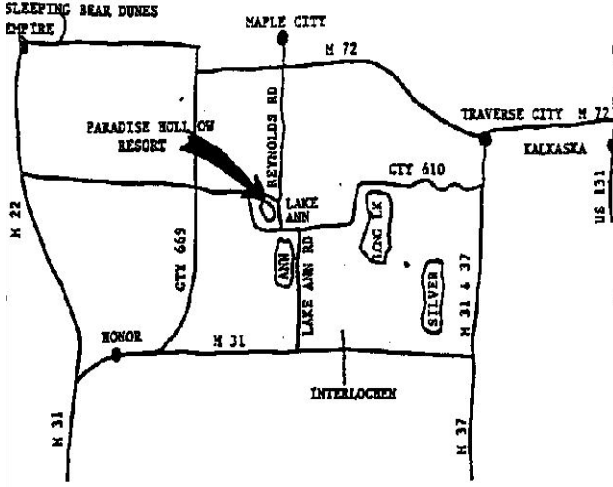 SLEEPING BEAR DUNES
EMPIRE
MAPLE CITY
M 72
PARADISE HOLLOW
RESORT
REYNOLDS RD
TRAVERSE CITY
M 72
KALKASKA
US 131
CTY 610
LAKE
ANN
LONG LK
M 22
CTY 669
ANN
LAKE ANN RD
SILVER
M 31 & 37
HONOR
M 31
INTERLOCHEN
M 31
M 37